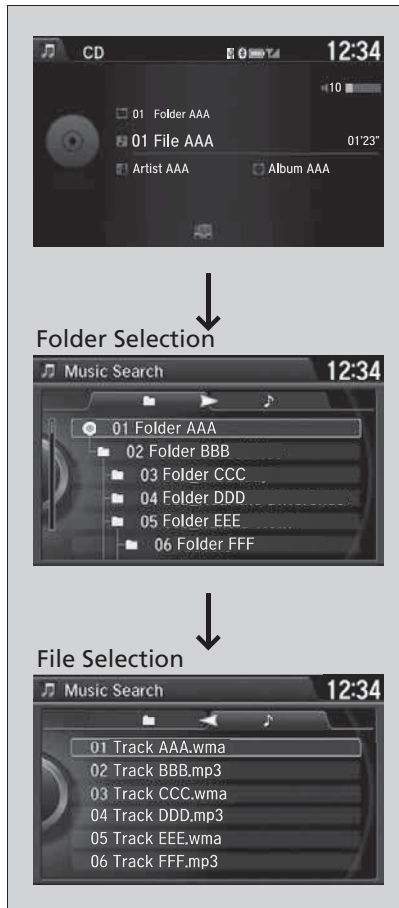 CD 12:34
10
01 Folder AAA
01 File AAA 01'23"
Artist AAA Album AAA
Folder Selection
Music Search 12:34
01 Folder AAA
02 Folder BBB
03 Folder CCC
04 Folder DDD
05 Folder EEE
06 Folder FFF
File Selection
Music Search 12:34
01 Track AAA.wma
02 Track BBB.mp3
03 Track CCC.wma
04 Track DDD.mp3
05 Track EEE.wma
06 Track FFF.mp3